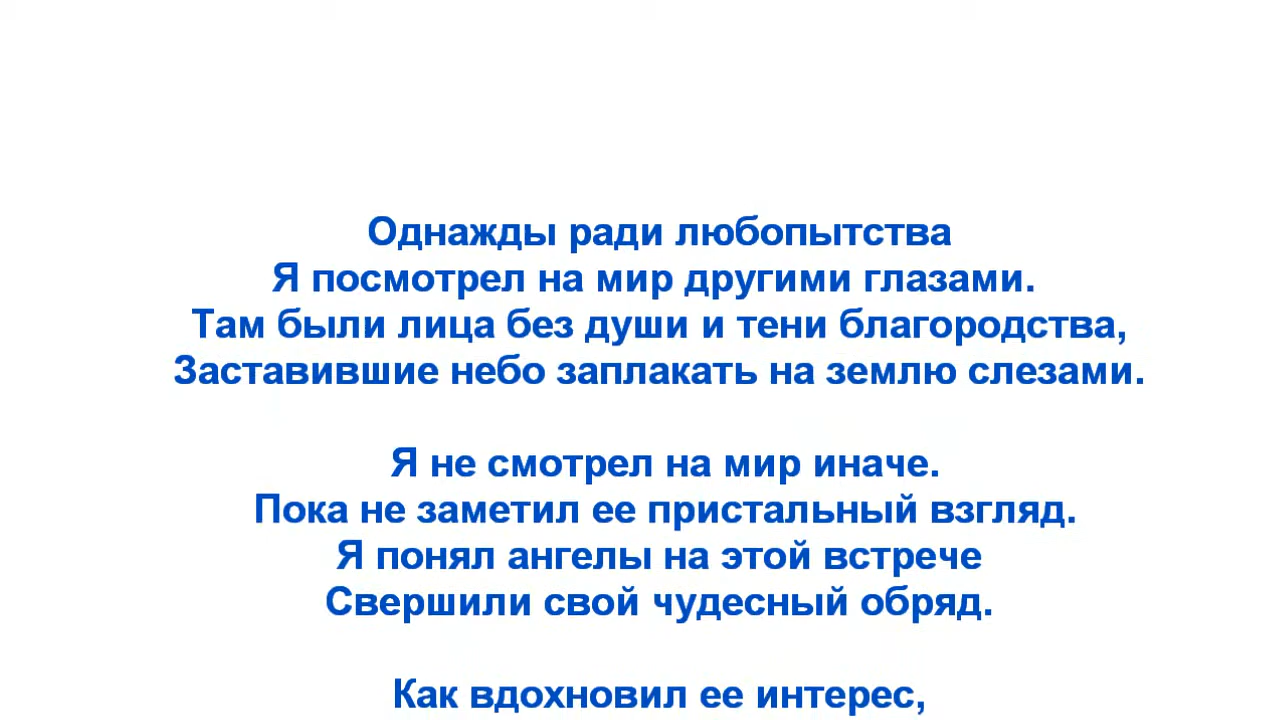 Однажды ради любопытства
Я посмотрел на мир другими глазами.
Там были лица без души и тени благородства,
Заставившие небо заплакать на землю слезами.
Я не смотрел на мир иначе.
Пока не заметил ее пристальный взгляд.
Я понял ангелы на этой встрече
Свершили свой чудесный обряд.
Как вдохновил ее интерес,